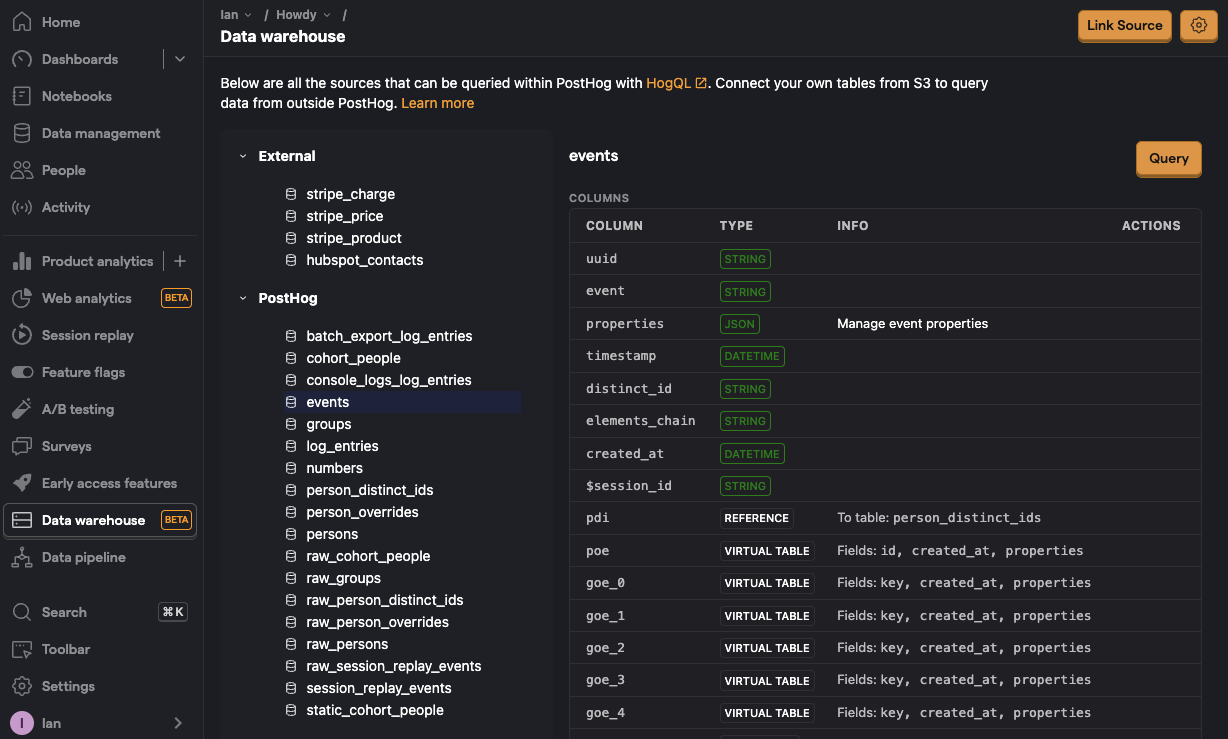 Home
Dashboards
Notebooks
Data management
People
Activity
Product analytics
Web analytics BETA
Session replay
Feature flags
A/B testing
Surveys
Early access features
Data warehouse BETA
Data pipeline
Search ⌘K
Toolbar
Settings
I Ian
Ian / Howdy /
Data warehouse
Link Source
Below are all the sources that can be queried within PostHog with HogQL. Connect your own tables from S3 to query
data from outside PostHog. Learn more
External
stripe_charge
stripe_price
stripe_product
hubspot_contacts
PostHog
batch_export_log_entries
cohort_people
console_logs_log_entries
events
groups
log_entries
numbers
person_distinct_ids
person_overrides
persons
raw_cohort_people
raw_groups
raw_person_distinct_ids
raw_person_overrides
raw_persons
raw_session_replay_events
session_replay_events
static_cohort_people
events
Query
COLUMNS
COLUMN TYPE INFO ACTIONS
uuid STRING
event STRING
properties JSON Manage event properties
timestamp DATETIME
distinct_id STRING
elements_chain STRING
created_at DATETIME
$session_id STRING
pdi REFERENCE To table: person_distinct_ids
poe VIRTUAL TABLE Fields: id, created_at, properties
goe_0 VIRTUAL TABLE Fields: key, created_at, properties
goe_1 VIRTUAL TABLE Fields: key, created_at, properties
goe_2 VIRTUAL TABLE Fields: key, created_at, properties
goe_3 VIRTUAL TABLE Fields: key, created_at, properties
goe_4 VIRTUAL TABLE Fields: key, created_at, properties